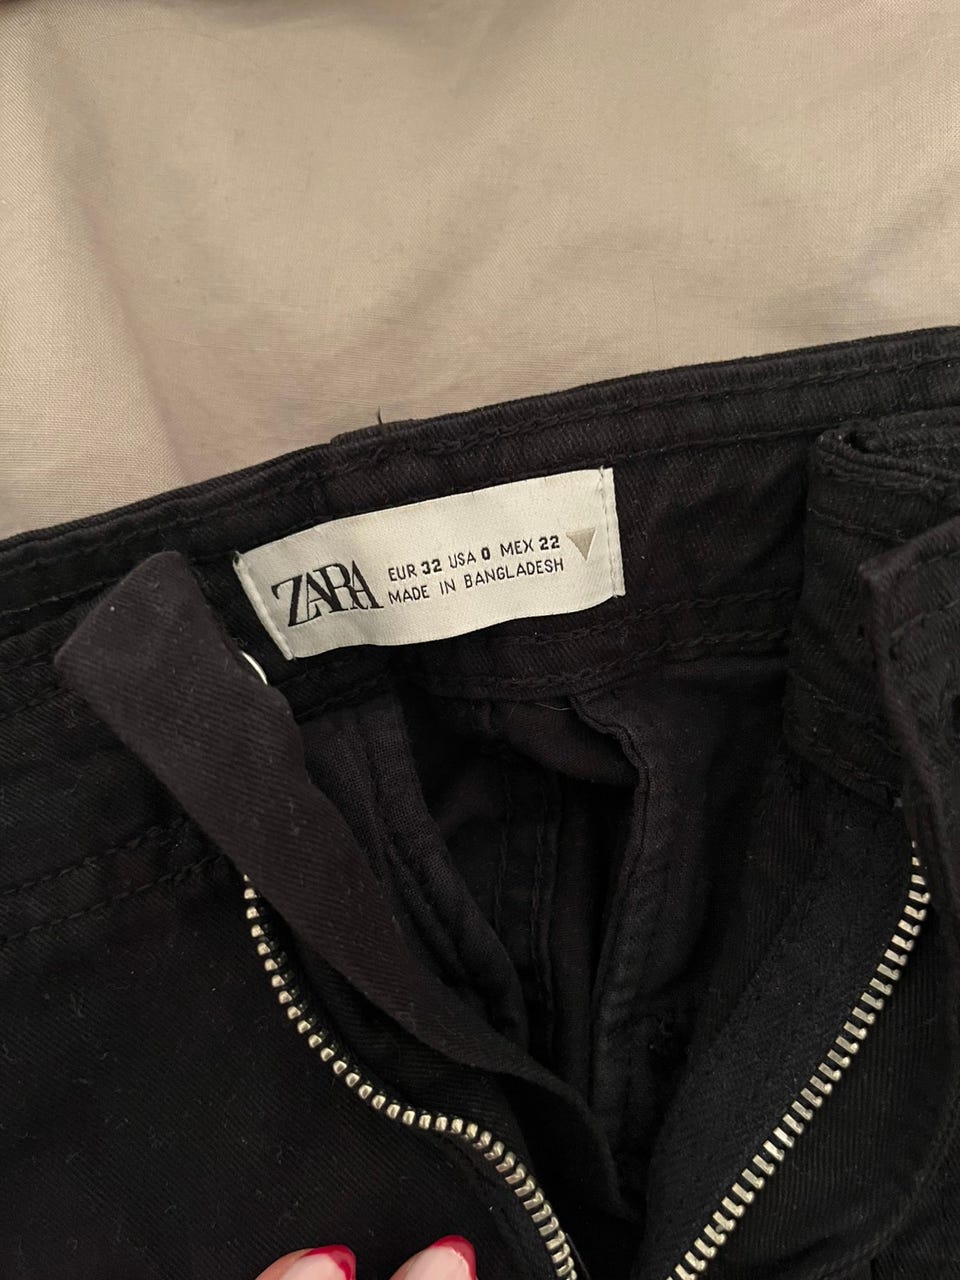 ZARA
EUR 32 USA 0 MEX 22
MADE IN BANGLADESH